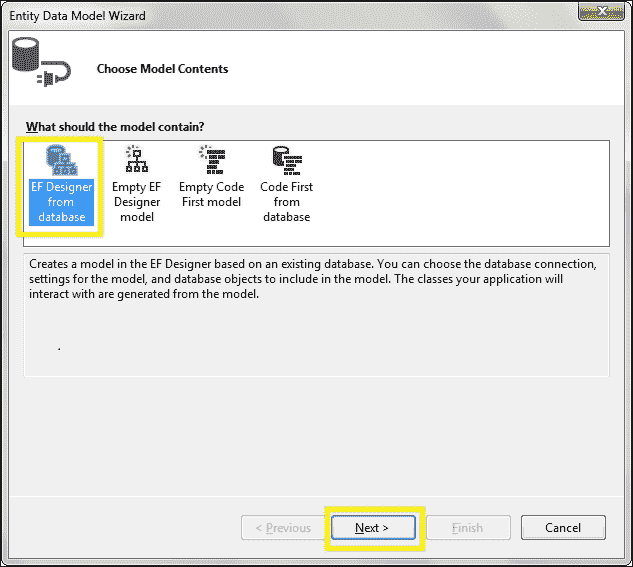 Entity Data Model Wizard
Choose Model Contents
What should the model contain?
EF Designer
from
database
Empty EF
Designer
model
Empty Code
First model
Code First
from
database
Creates a model in the EF Designer based on an existing database. You can choose the database connection,
settings for the model, and database objects to include in the model. The classes your application will
interact with are generated from the model.
.
< Previous
Next >
Finish
Cancel